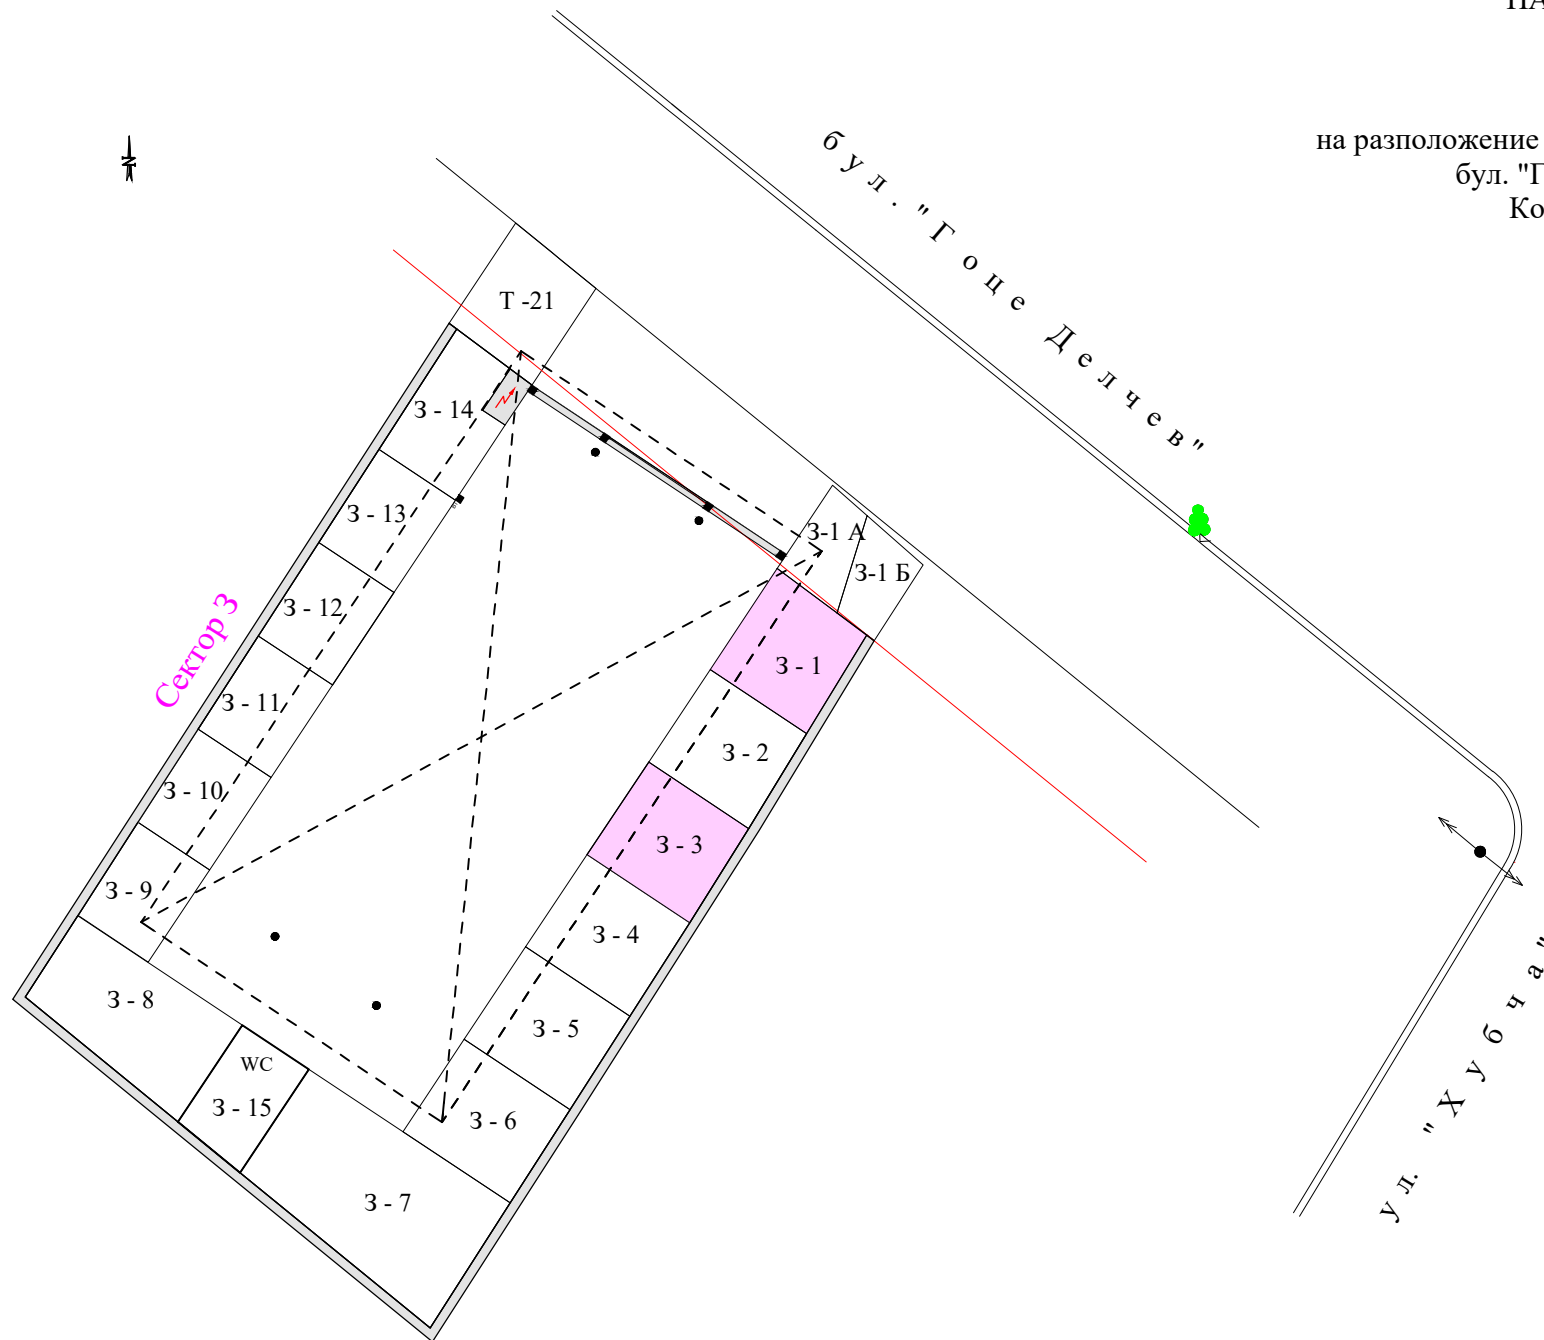 на разположение
бул. "Г
Ко
бул. "Гоце Делчев"
Т -21
З - 14
З - 13
З-1 А
З-1 Б
З - 12
Сектор 3
З - 1
З - 11
З - 2
З - 10
З - 3
З - 9
З - 4
З - 8
З - 5
WC
З - 15
З - 6
З - 7
ул. "Хубча"
N